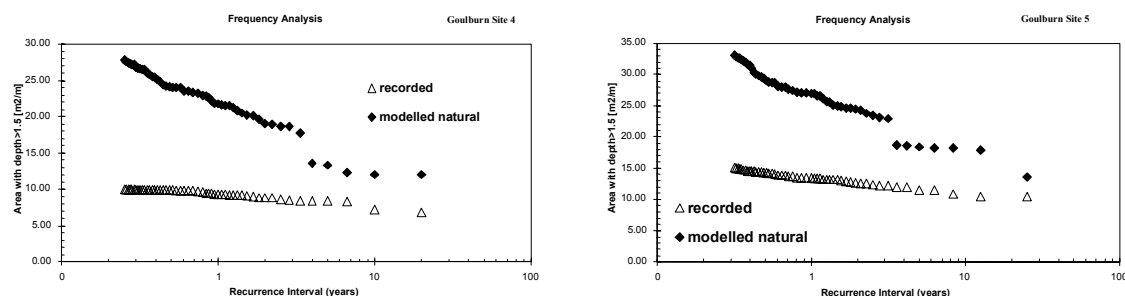 Frequency Analysis
Goulburn Site 4
30.00
25.00
20.00
15.00
10.00
5.00
0.00
Area with depth>1.5 [m2/m]
recorded
modelled natural
0
1
10
100
Recurrence Interval (years)
Frequency Analysis
Goulburn Site 5
35.00
30.00
25.00
20.00
15.00
10.00
5.00
0.00
Area with depth>1.5 [m2/m]
recorded
modelled natural
0
1
10
100
Recurrence Interval (years)